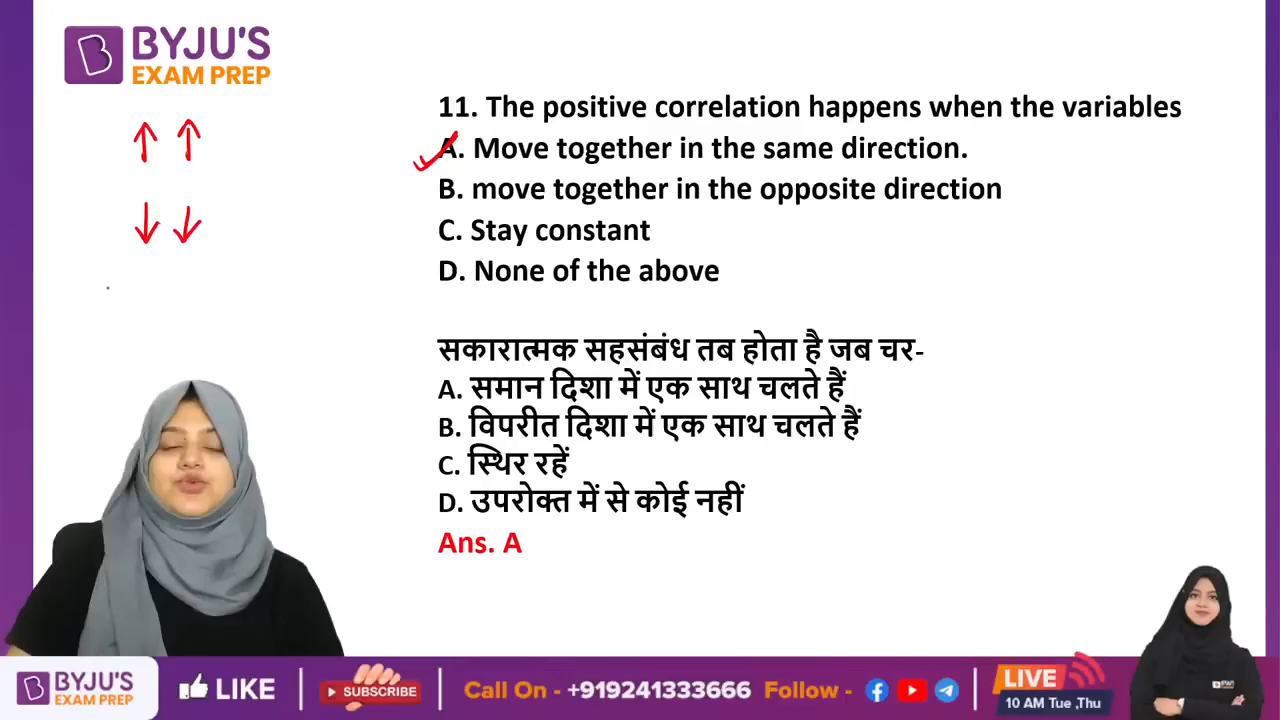 BYJU'S
EXAM PREP
11. The positive correlation happens when the variables
A. Move together in the same direction.
B. move together in the opposite direction
C. Stay constant
D. None of the above
सकारात्मक सहसंबंध तब होता है जब चर-
A. समान दिशा में एक साथ चलते हैं
B. विपरीत दिशा में एक साथ चलते हैं
C. स्थिर रहें
D. उपरोक्त में से कोई नहीं
Ans. A
BYJU'S
EXAM PREP
LIKE
SUBSCRIBE
Call On - +919241333666 Follow -
LIVE
10 AM Tue ,Thu